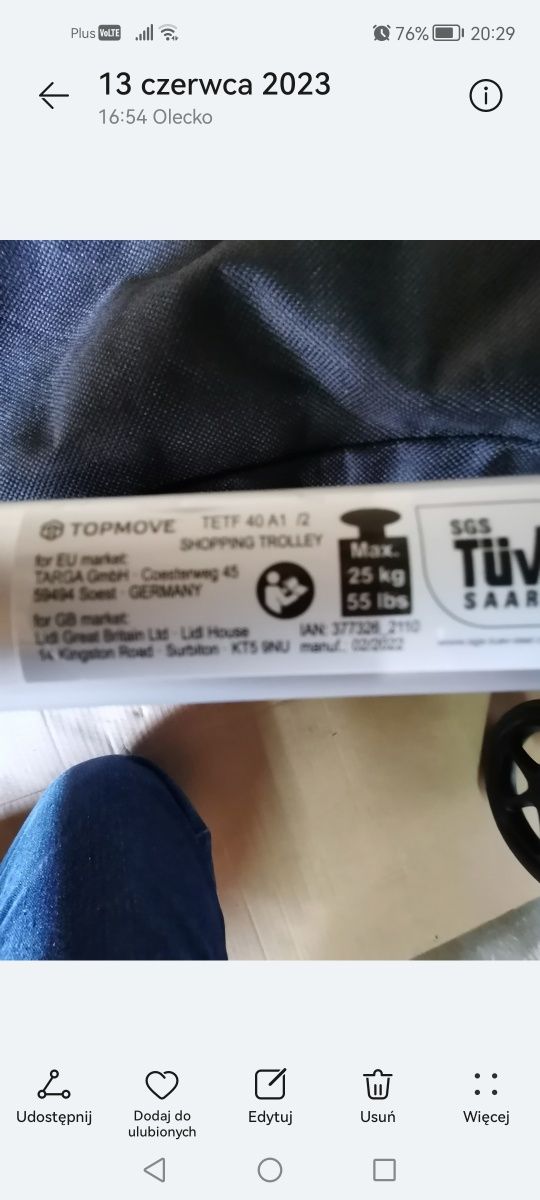 Plus VoLTE 76% 20:29
13 czerwca 2023
16:54 Olecko
TOPMOVE TETF 40 A1 /2
SHOPPING TROLLEY
for EU market:
TARGA GmbH · Coesterweg 45
59494 Soest · GERMANY
for GB market:
Lidl Great Britain Ltd · Lidl House
14 Kingston Road · Surbiton · KT5 9NU
IAN: 377326_2110
manuf.: 02/2022
Max.
25 kg
55 lbs
SGS
TÜV
SAAR
Udostępnij
Dodaj do
ulubionych
Edytuj
Usuń
Więcej